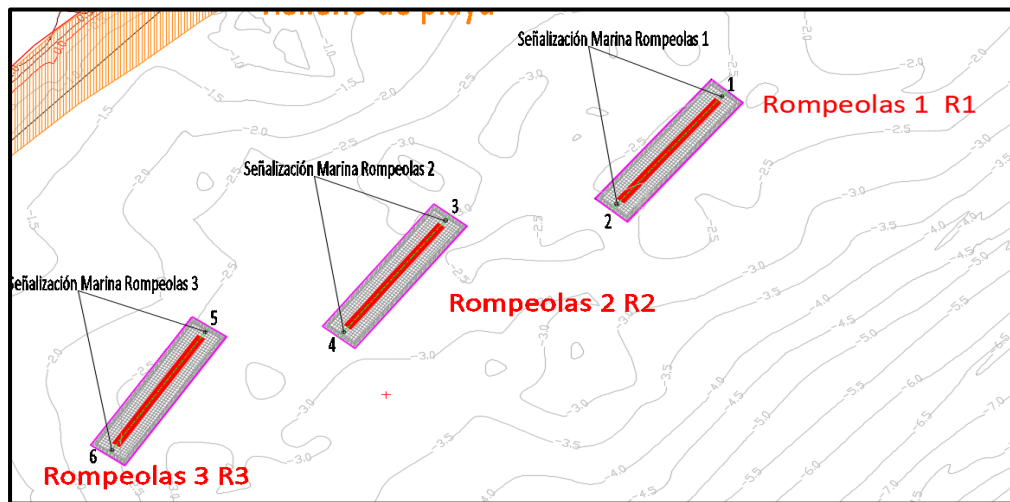 Relleno de playa
Señalización Marina Rompeolas 1
1
Rompeolas 1 R1
2
Señalización Marina Rompeolas 2
3
Rompeolas 2 R2
4
Señalización Marina Rompeolas 3
5
6
Rompeolas 3 R3
-1.5
-2.0
-2.5
-3.0
-3.5
-4.0
-4.5
-5.0
-5.5
-6.0
-6.5
-7.0